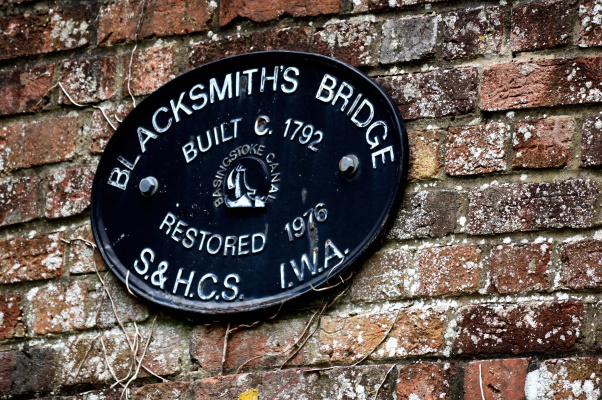 BLACKSMITH'S BRIDGE
BUILT C. 1792
BASINGSTOKE CANAL
RESTORED 1976
S.& H.C.S. I.W.A.